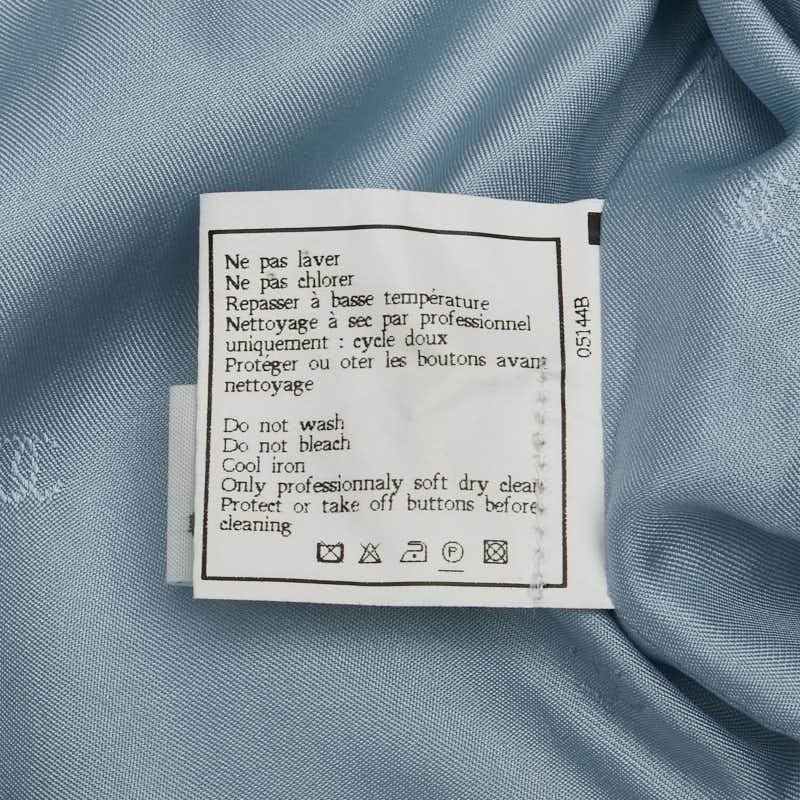 Ne pas laver
Ne pas chlorer
Repasser à basse température
Nettoyage à sec par professionnel
uniquement : cycle doux
Protéger ou oter les boutons avant
nettoyage
Do not wash
Do not bleach
Cool iron
Only professionnaly soft dry clean
Protect or take off buttons before
cleaning
P
05144B